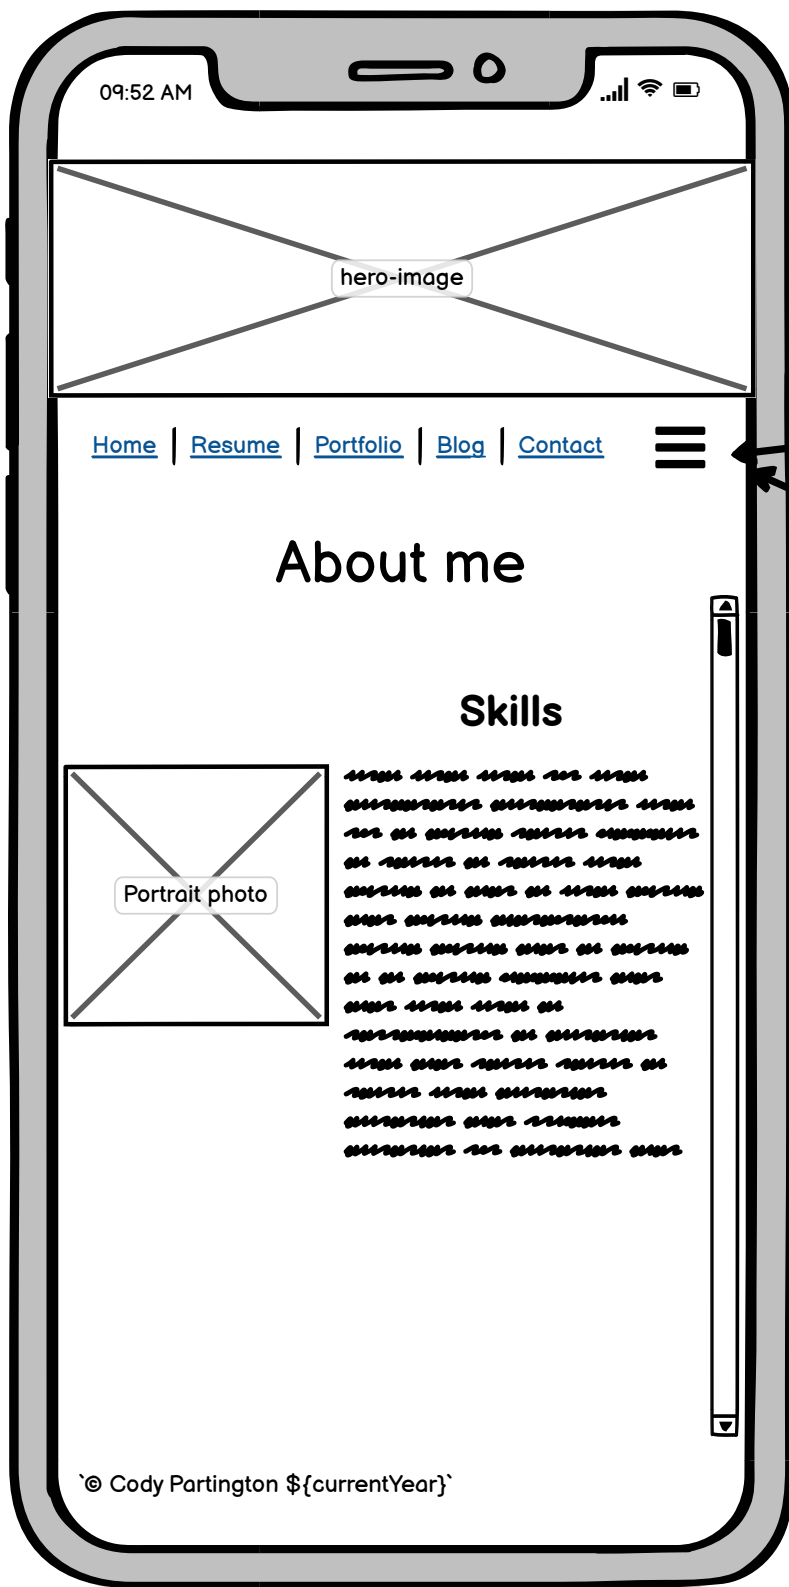 09:52 AM
hero-image
Home | Resume | Portfolio | Blog | Contact
About me
Skills
Portrait photo
`© Cody Partington ${currentYear}`